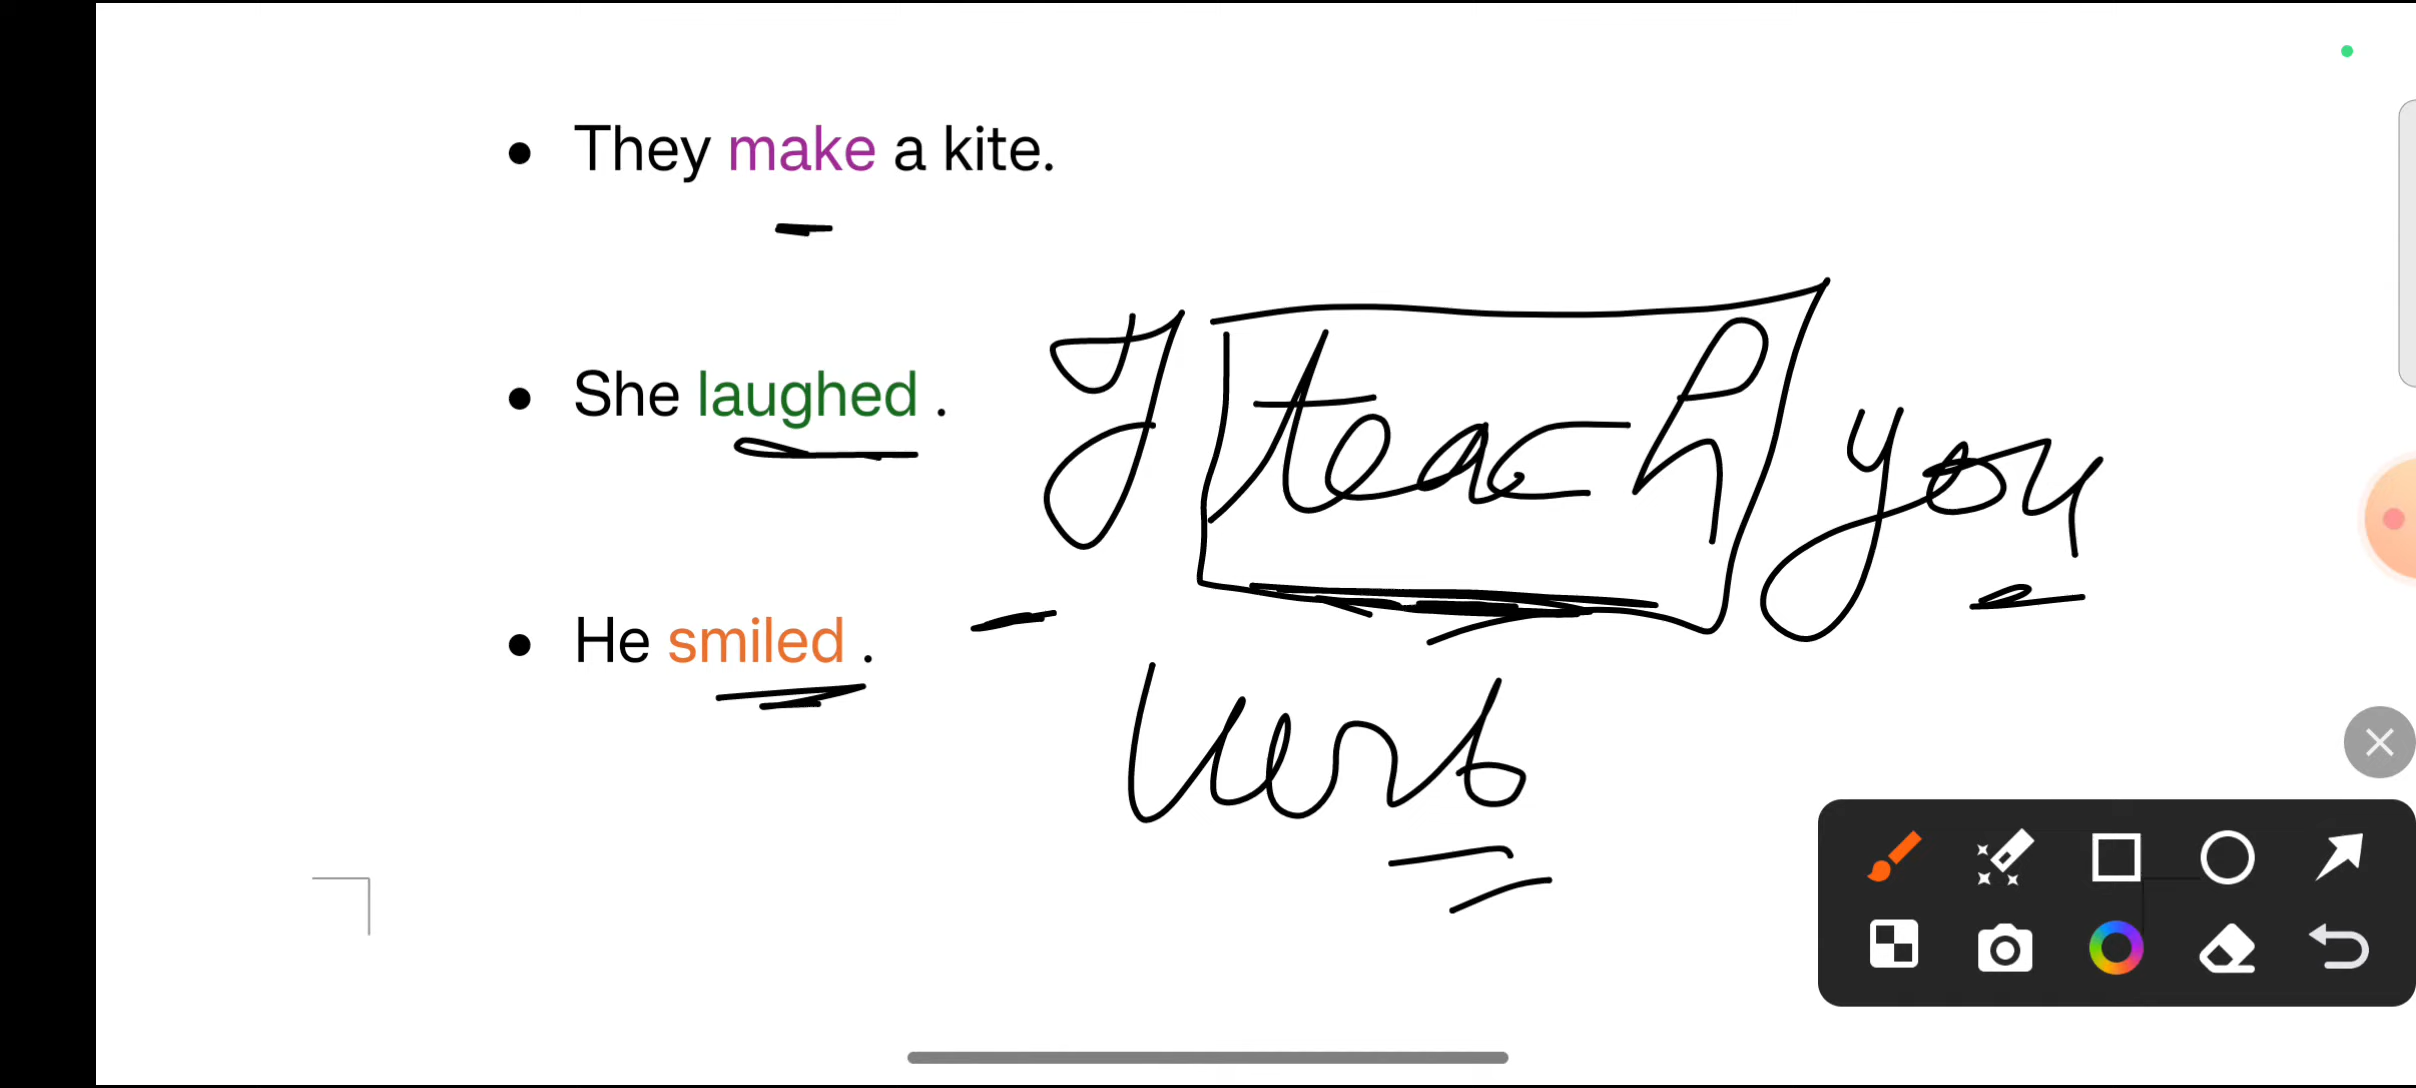 • They make a kite.
• She laughed .
I teach you
• He smiled .
verb